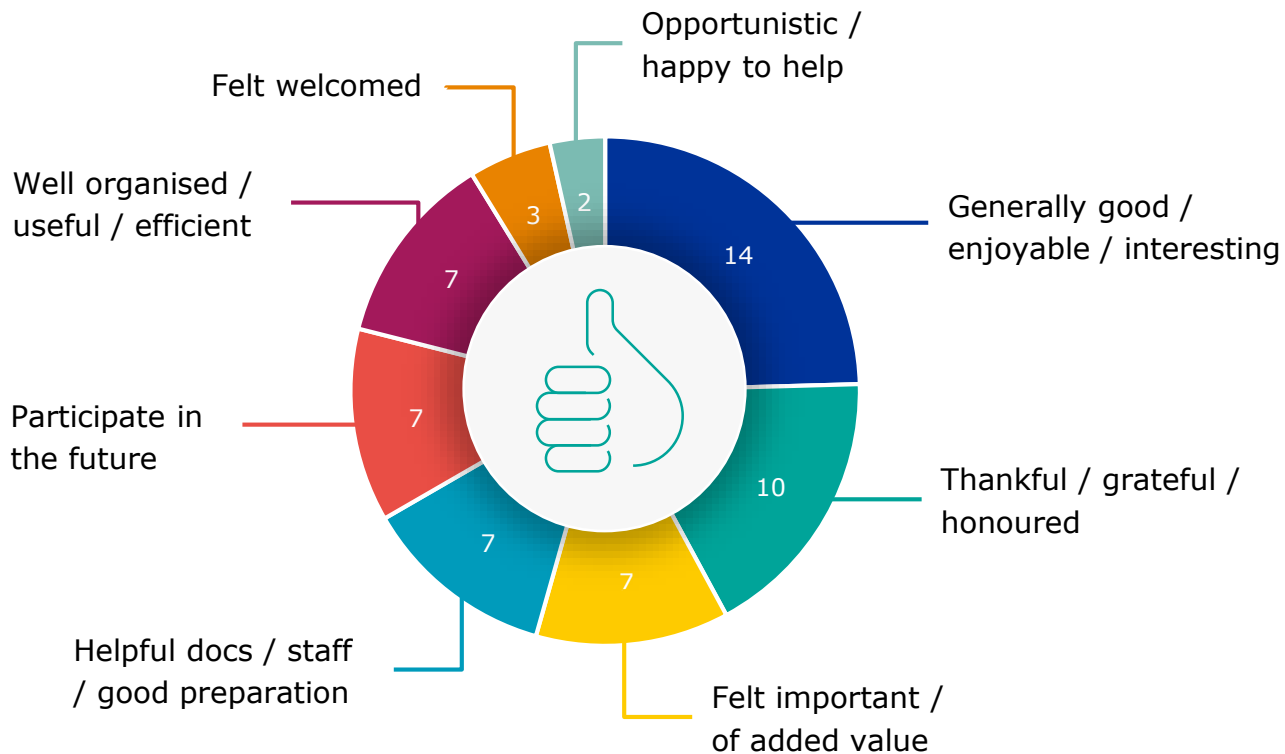 Opportunistic /
happy to help
Felt welcomed
Well organised /
useful / efficient
Generally good /
enjoyable / interesting
Participate in
the future
Thankful / grateful /
honoured
Helpful docs / staff
/ good preparation
Felt important /
of added value
2
3
14
7
7
10
7
7